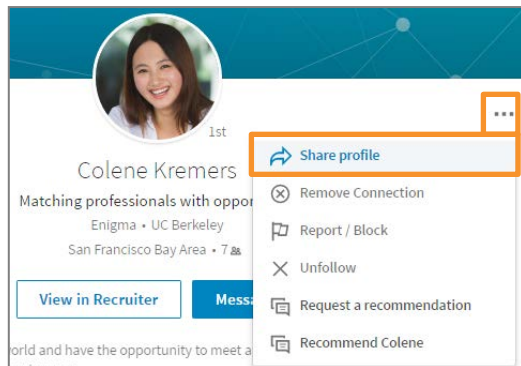 1st
Colene Kremers
Matching professionals with oppor
Enigma • UC Berkeley
San Francisco Bay Area • 7
View in Recruiter
Messa
orld and have the opportunity to meet a
Share profile
Remove Connection
Report / Block
Unfollow
Request a recommendation
Recommend Colene